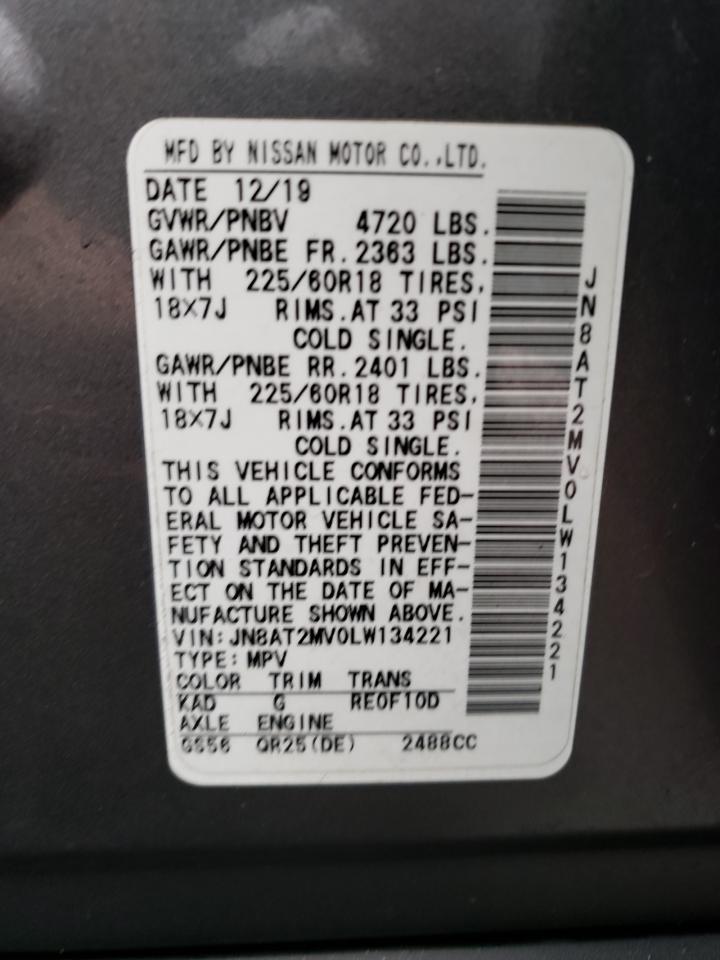 MFD BY NISSAN MOTOR CO.,LTD.
DATE 12/19
GVWR/PNBV 4720 LBS.
GAWR/PNBE FR.2363 LBS.
WITH 225/60R18 TIRES,
18X7J RIMS.AT 33 PSI
COLD SINGLE.
GAWR/PNBE RR.2401 LBS.
WITH 225/60R18 TIRES,
18X7J RIMS.AT 33 PSI
COLD SINGLE.
THIS VEHICLE CONFORMS
TO ALL APPLICABLE FED-
ERAL MOTOR VEHICLE SA-
FETY AND THEFT PREVEN-
TION STANDARDS IN EFF-
ECT ON THE DATE OF MA-
NUFACTURE SHOWN ABOVE.
VIN:JN8AT2MV0LW134221
TYPE:MPV
COLOR TRIM TRANS
KAD G RE0F10D
AXLE ENGINE
GS56 QR25(DE) 2488CC
JN8AT2MV0LW134221